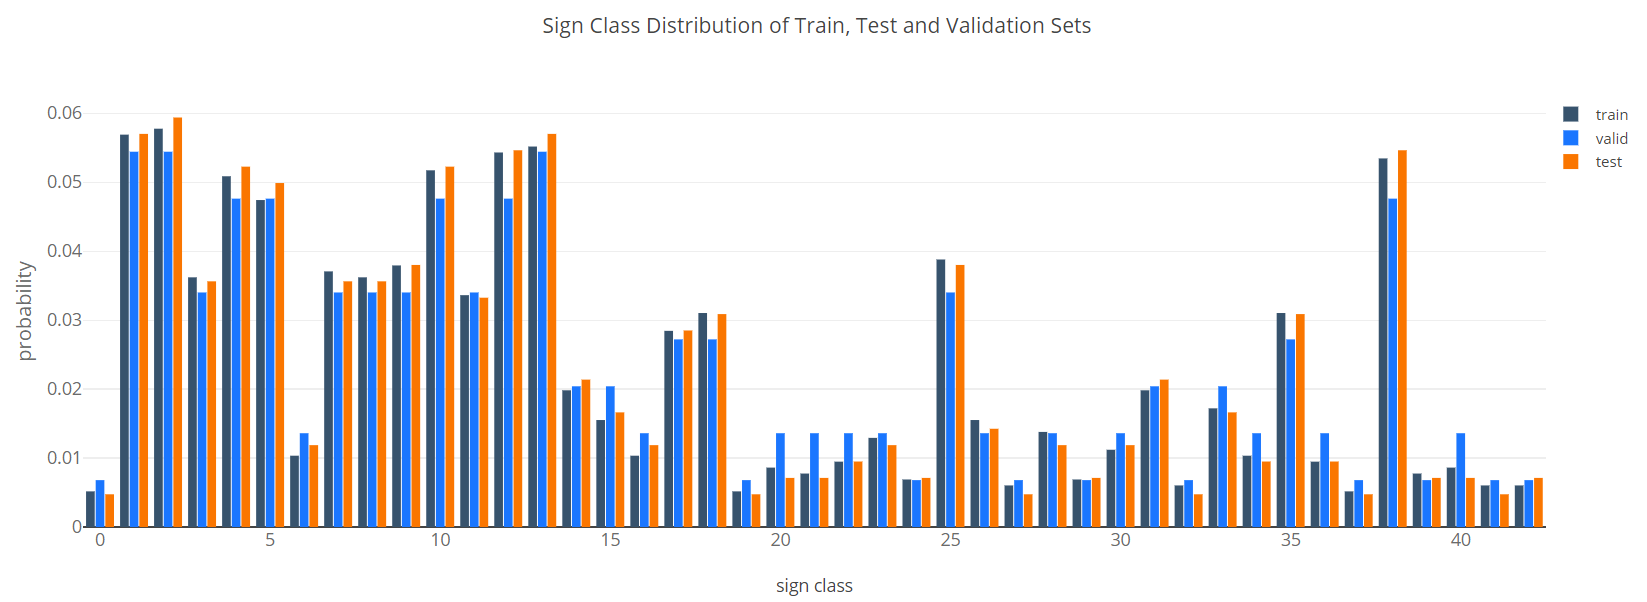 Sign Class Distribution of Train, Test and Validation Sets
0.06
0.05
0.04
0.03
0.02
0.01
0
probability
0 5 10 15 20 25 30 35 40
sign class
train
valid
test